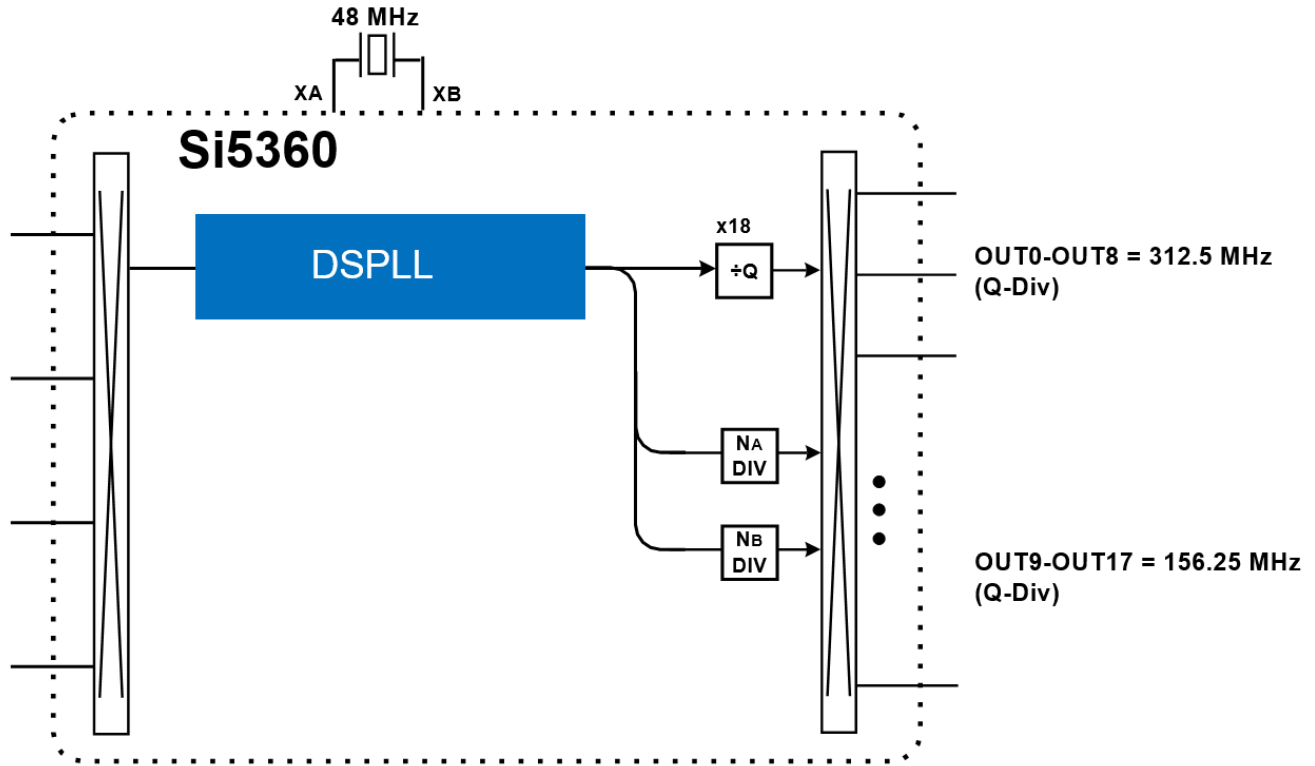 48 MHz
XA
XB
Si5360
DSPLL
x18
÷Q
OUT0-OUT8 = 312.5 MHz
(Q-Div)
NA
DIV
NB
DIV
OUT9-OUT17 = 156.25 MHz
(Q-Div)